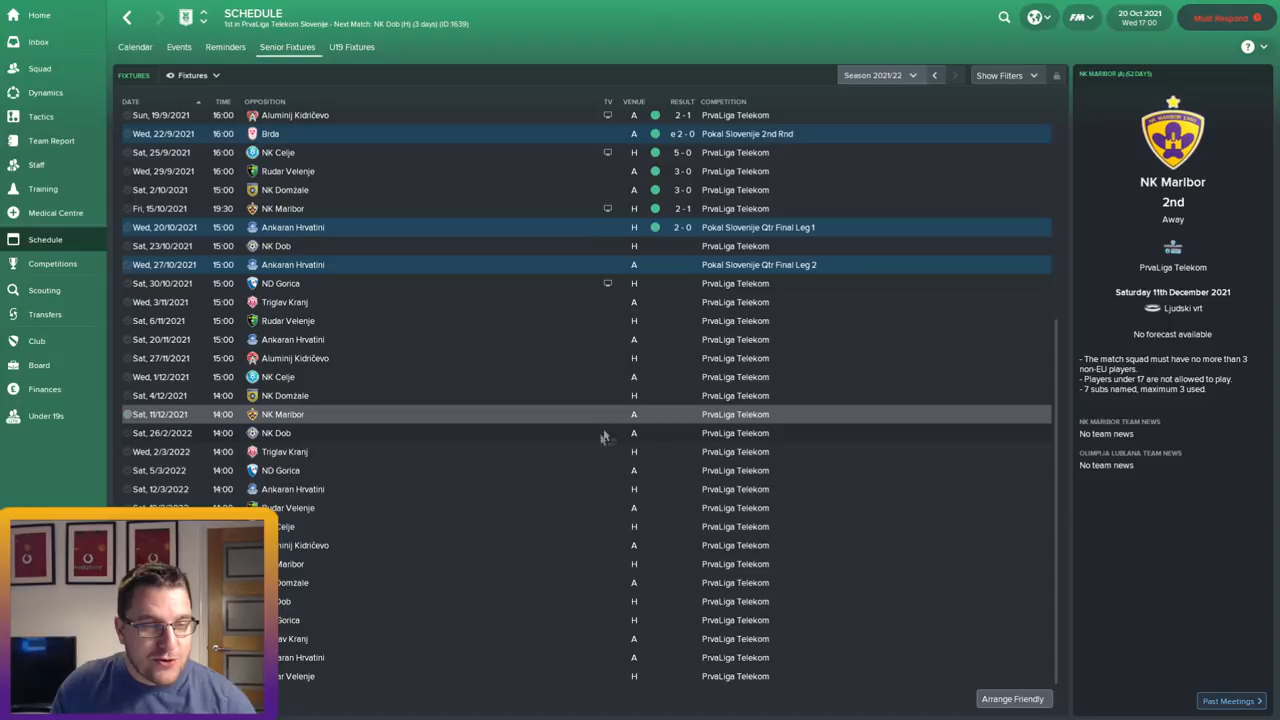 Home
Inbox
Squad
Dynamics
Tactics
Team Report
Staff
Training
Medical Centre
Schedule
Competitions
Scouting
Transfers
Club
Board
Finances
Under 19s
SCHEDULE
1st in PrvaLiga Telekom Slovenije - Next Match: NK Dob (H) (3 days) (ID:1639)
FM
20 Oct 2021
Wed 17:00
Must Respond
Calendar Events Reminders Senior Fixtures U19 Fixtures
FIXTURES Fixtures Season 2021/22 Show Filters
DATE TIME OPPOSITION TV VENUE RESULT COMPETITION
Sun, 19/9/2021 16:00 Aluminij Kidričevo A 2 - 1 PrvaLiga Telekom
Wed, 22/9/2021 16:00 Brda A e 2 - 0 Pokal Slovenije 2nd Rnd
Sat, 25/9/2021 16:00 NK Celje H 5 - 0 PrvaLiga Telekom
Wed, 29/9/2021 16:00 Rudar Velenje A 3 - 0 PrvaLiga Telekom
Sat, 2/10/2021 15:00 NK Domžale A 3 - 0 PrvaLiga Telekom
Fri, 15/10/2021 19:30 NK Maribor H 2 - 1 PrvaLiga Telekom
Wed, 20/10/2021 15:00 Ankaran Hrvatini H 2 - 0 Pokal Slovenije Qtr Final Leg 1
Sat, 23/10/2021 15:00 NK Dob H PrvaLiga Telekom
Wed, 27/10/2021 15:00 Ankaran Hrvatini A Pokal Slovenije Qtr Final Leg 2
Sat, 30/10/2021 15:00 ND Gorica H PrvaLiga Telekom
Wed, 3/11/2021 15:00 Triglav Kranj A PrvaLiga Telekom
Sat, 6/11/2021 15:00 Rudar Velenje H PrvaLiga Telekom
Sat, 20/11/2021 15:00 Ankaran Hrvatini A PrvaLiga Telekom
Sat, 27/11/2021 15:00 Aluminij Kidričevo H PrvaLiga Telekom
Wed, 1/12/2021 15:00 NK Celje A PrvaLiga Telekom
Sat, 4/12/2021 14:00 NK Domžale H PrvaLiga Telekom
Sat, 11/12/2021 14:00 NK Maribor A PrvaLiga Telekom
Sat, 26/2/2022 14:00 NK Dob A PrvaLiga Telekom
Wed, 2/3/2022 14:00 Triglav Kranj H PrvaLiga Telekom
Sat, 5/3/2022 14:00 ND Gorica A PrvaLiga Telekom
Sat, 12/3/2022 14:00 Ankaran Hrvatini H PrvaLiga Telekom
Rudar Velenje A PrvaLiga Telekom
Celje H PrvaLiga Telekom
minij Kidričevo A PrvaLiga Telekom
Maribor H PrvaLiga Telekom
Domžale A PrvaLiga Telekom
Dob H PrvaLiga Telekom
Gorica H PrvaLiga Telekom
lav Kranj A PrvaLiga Telekom
aran Hrvatini A PrvaLiga Telekom
ar Velenje H PrvaLiga Telekom
Arrange Friendly
NK MARIBOR (A) (52 DAYS)
NK MARIBOR
NK Maribor
2nd
Away
PrvaLiga Telekom
Saturday 11th December 2021
Ljudski vrt
No forecast available
- The match squad must have no more than 3
non-EU players.
- Players under 17 are not allowed to play.
- 7 subs named, maximum 3 used.
NK MARIBOR TEAM NEWS
No team news
OLIMPIJA LJUBLJANA TEAM NEWS
No team news
Past Meetings